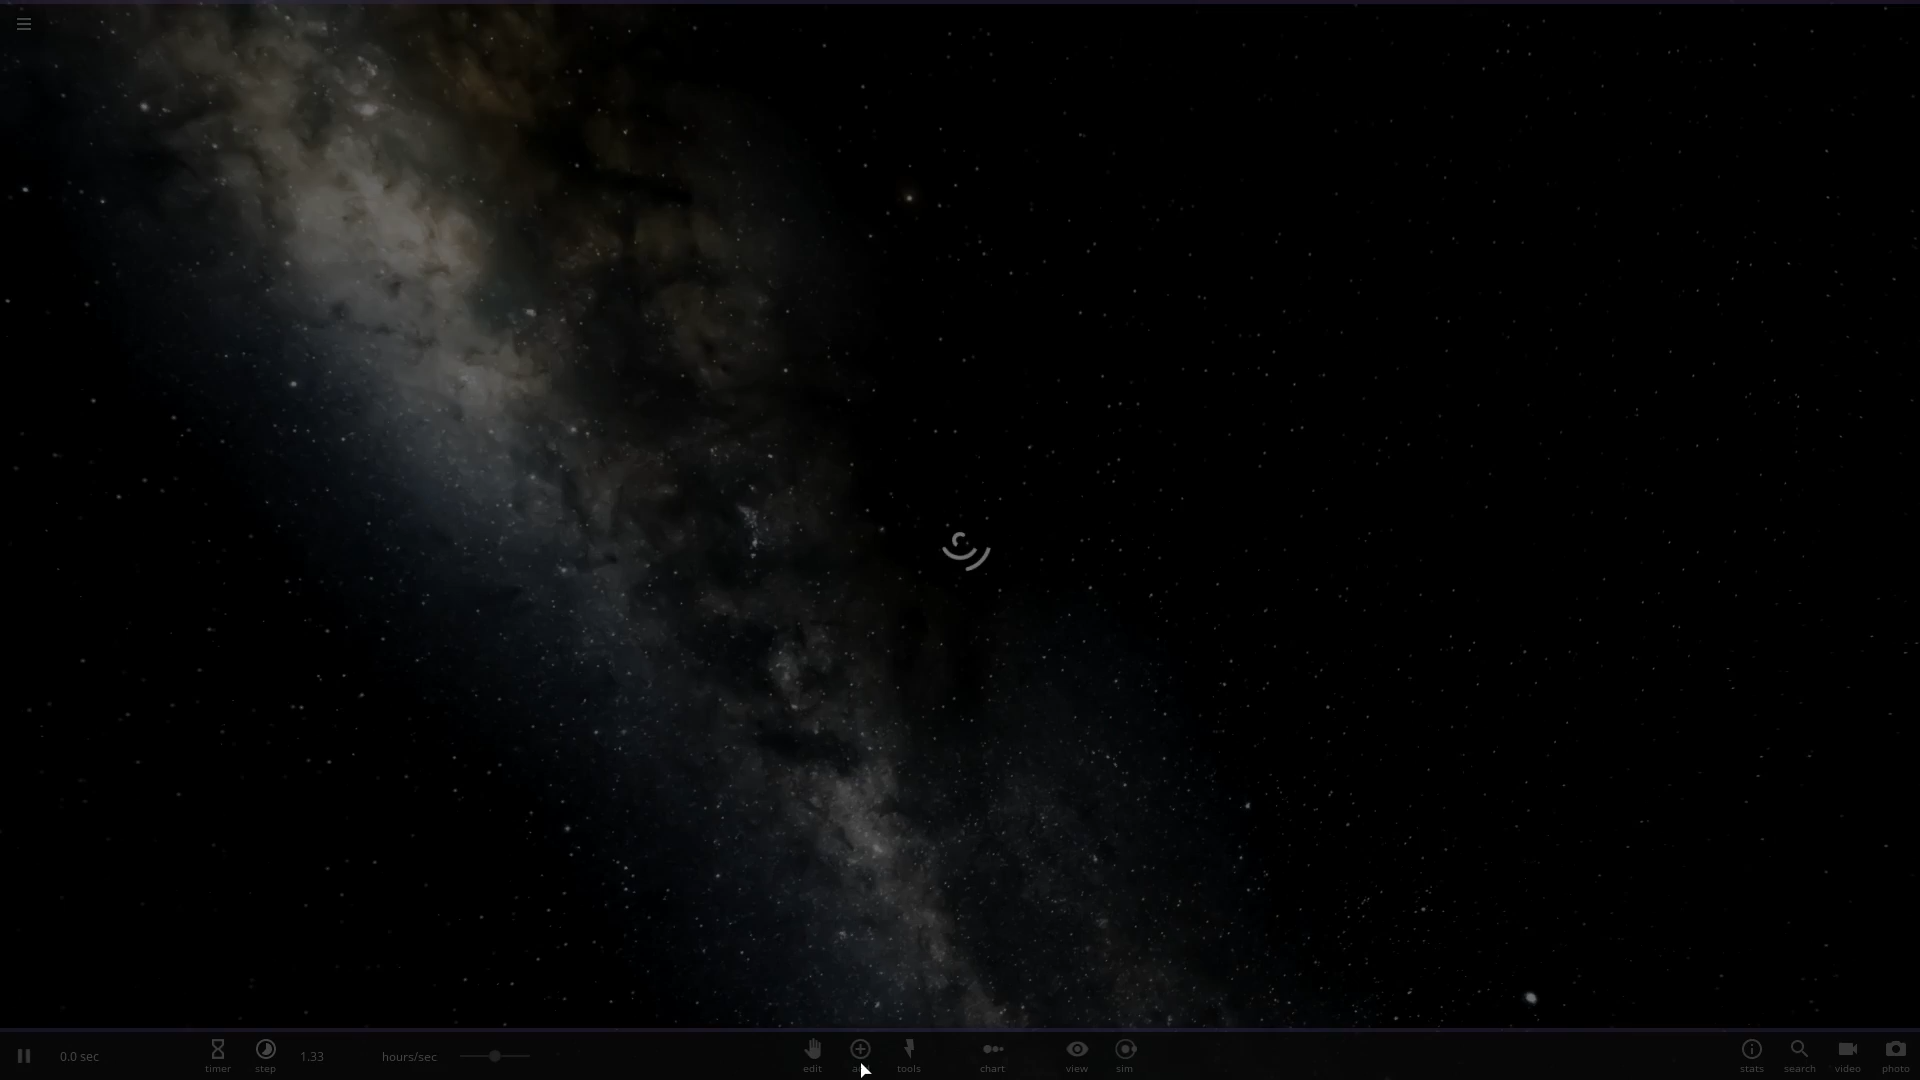 0.0 sec
timer
step
1.33
hours/sec
edit
tools
chart
view
sim
stats
search
video
photo